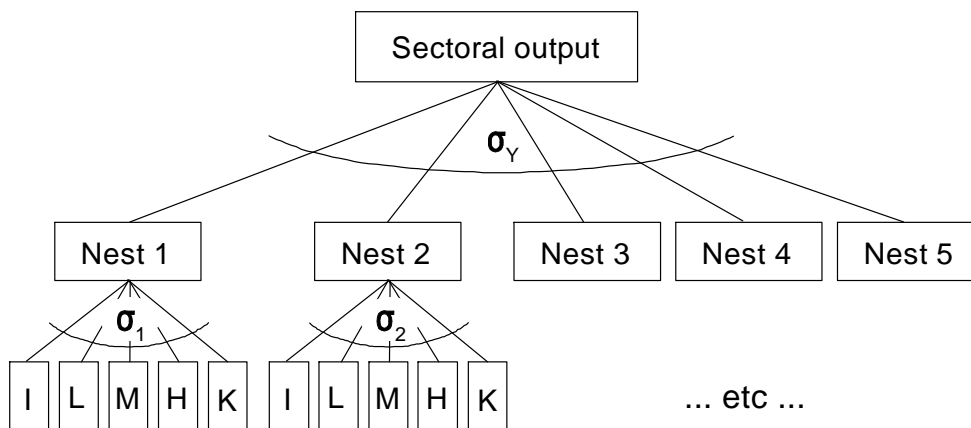 Sectoral output
σY
Nest 1 Nest 2 Nest 3 Nest 4 Nest 5
σ1 σ2
I L M H K I L M H K ... etc ...